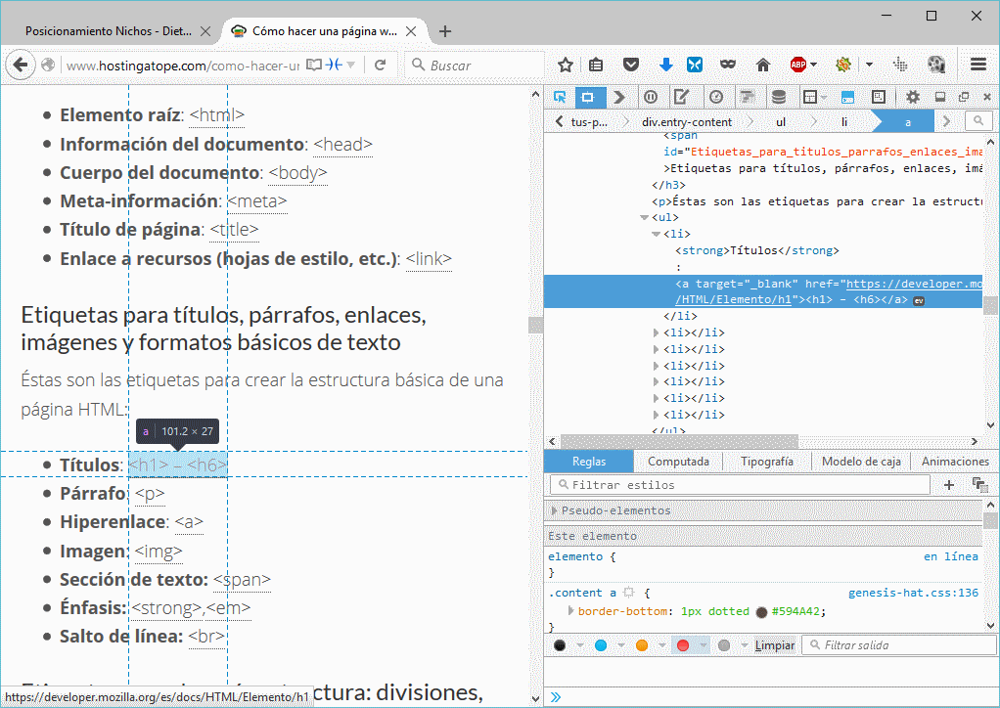 Posicionamiento Nichos - Diet...
Cómo hacer una página w...
www.hostingatope.com/como-hacer-ur
Buscar
ABP
Elemento raíz: <html>
Información del documento: <head>
Cuerpo del documento: <body>
Meta-información: <meta>
Título de página: <title>
Enlace a recursos (hojas de estilo, etc.): <link>
Etiquetas para títulos, párrafos, enlaces,
imágenes y formatos básicos de texto
Éstas son las etiquetas para crear la estructura básica de una
página HTML:
a 101.2 × 27
Títulos: <h1> – <h6>
Párrafo: <p>
Hiperenlace: <a>
Imagen: <img>
Sección de texto: <span>
Énfasis: <strong>,<em>
Salto de línea: <br>
https://developer.mozilla.org/es/docs/HTML/Elemento/h1
ctura: divisiones,
tus-p... div.entry-content ul li a
<span
id="Etiquetas_para_titulos_parrafos_enlaces_ima
>Etiquetas para títulos, párrafos, enlaces, imá
</h3>
<p>Éstas son las etiquetas para crear la estruct
<ul>
<li>
<strong>Títulos</strong>
:
<a target="_blank" href="https://developer.mo
/HTML/Elemento/h1"><h1> – <h6></a> ev
</li>
<li></li>
<li></li>
<li></li>
<li></li>
<li></li>
<li></li>
</ul>
Reglas Computada Tipografía Modelo de caja Animaciones
Filtrar estilos
Pseudo-elementos
Este elemento
elemento { en línea
}
.content a { genesis-hat.css:136
border-bottom: 1px dotted #594A42;
}
Limpiar Filtrar salida